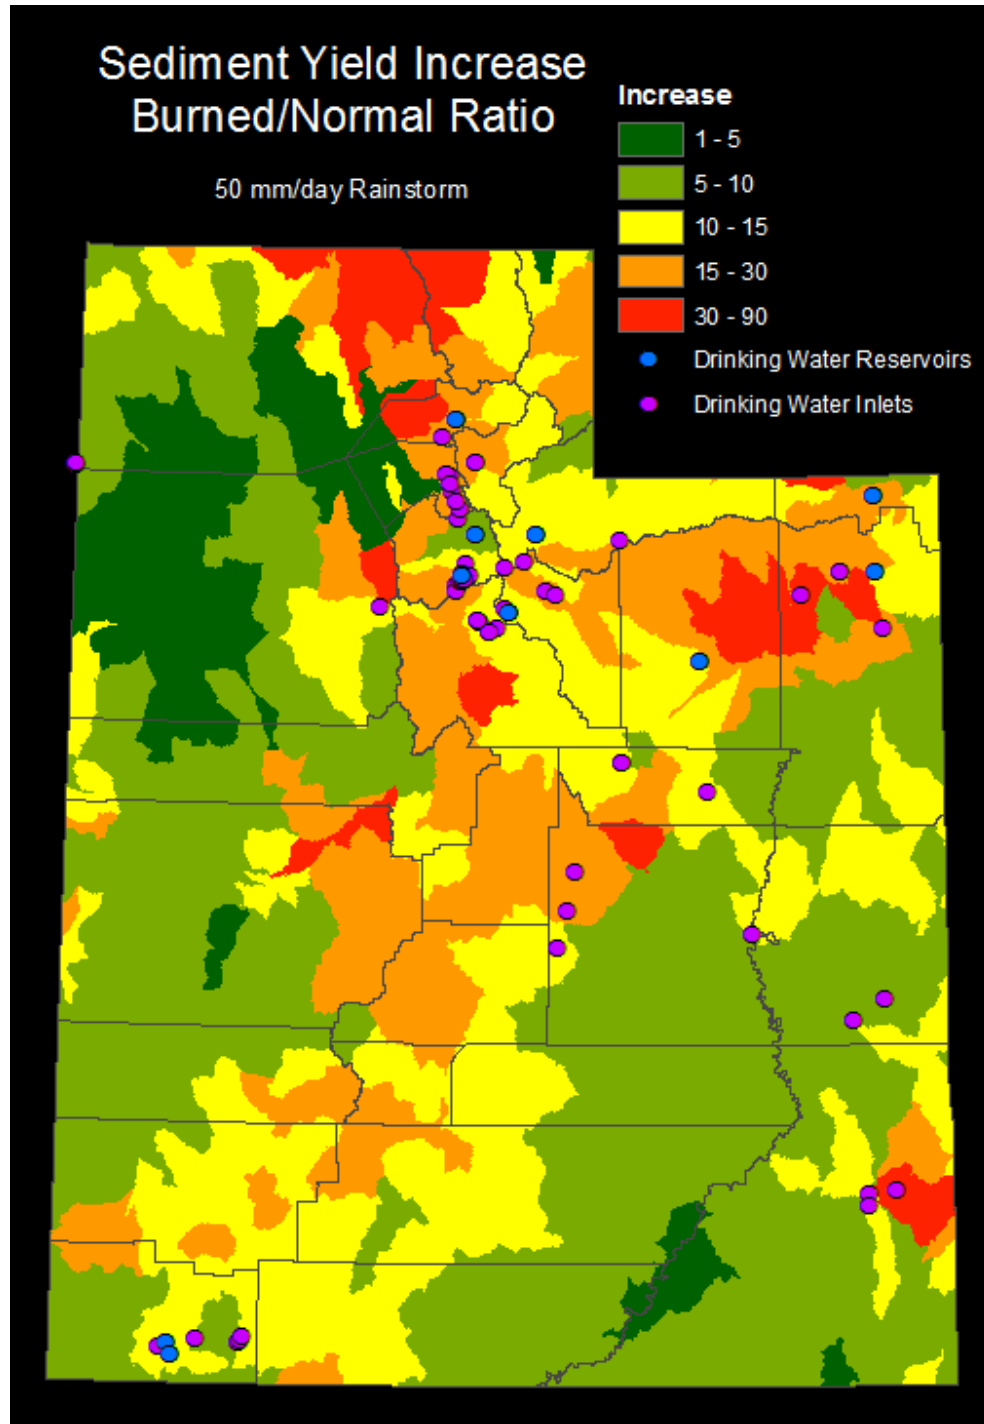 Sediment Yield Increase
Burned/Normal Ratio
50 mm/day Rainstorm
Increase
1 - 5
5 - 10
10 - 15
15 - 30
30 - 90
Drinking Water Reservoirs
Drinking Water Inlets